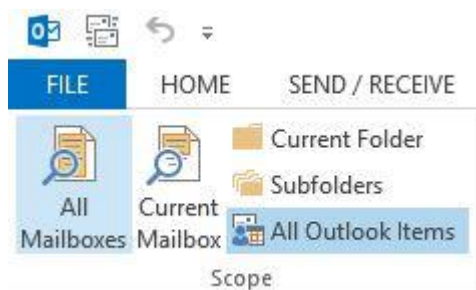 FILE HOME SEND / RECEIVE
All Mailboxes
Current Mailbox
Current Folder
Subfolders
All Outlook Items
Scope